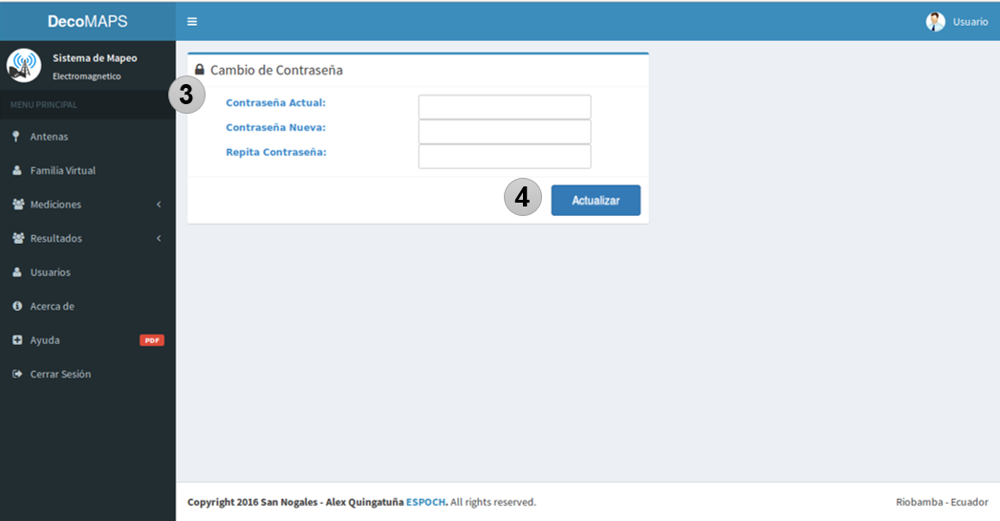 DecoMAPS
Usuario
Sistema de Mapeo
Electromagnetico
MENU PRINCIPAL
Antenas
Familia Virtual
Mediciones
Resultados
Usuarios
Acerca de
Ayuda PDF
Cerrar Sesión
Cambio de Contraseña
3
Contraseña Actual:
Contraseña Nueva:
Repita Contraseña:
4
Actualizar
Copyright 2016 San Nogales - Alex Quingatuña ESPOCH. All rights reserved.
Riobamba - Ecuador